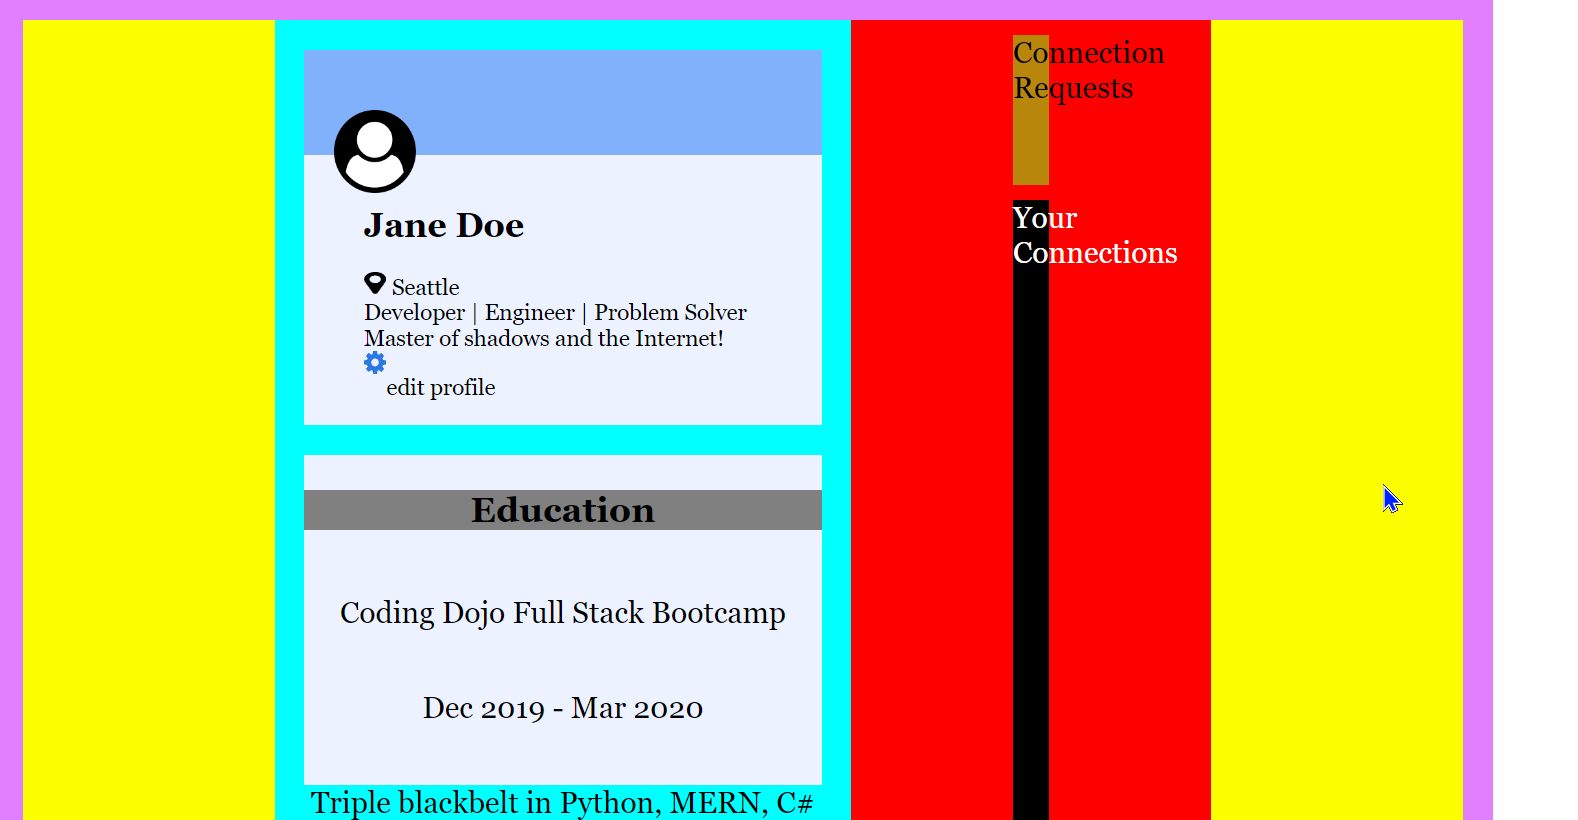 Jane Doe
Seattle
Developer | Engineer | Problem Solver
Master of shadows and the Internet!
edit profile
Education
Coding Dojo Full Stack Bootcamp
Dec 2019 - Mar 2020
Triple blackbelt in Python, MERN, C#
Connection
Requests
Your
Connections